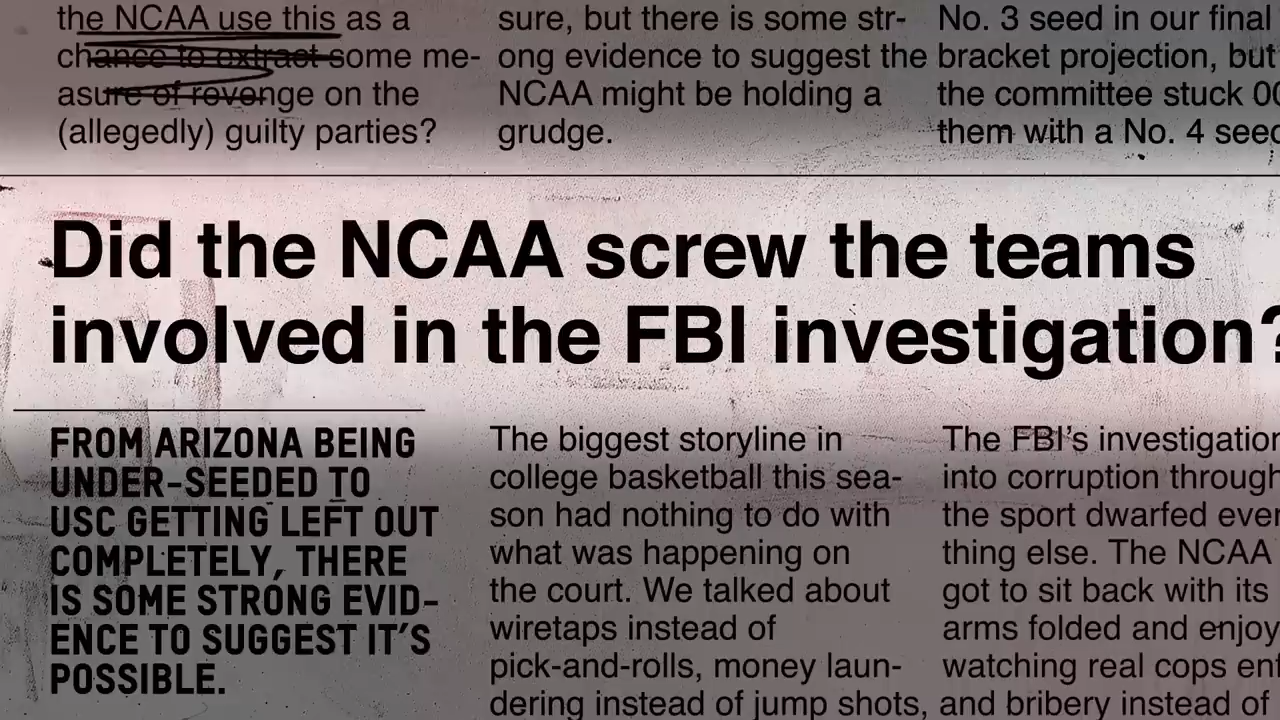 the NCAA use this as a
chance to extract some me-
asure of revenge on the
(allegedly) guilty parties?
sure, but there is some str-
ong evidence to suggest the
NCAA might be holding a
grudge.
No. 3 seed in our final
bracket projection, but
the committee stuck
them with a No. 4 seed
Did the NCAA screw the teams
involved in the FBI investigation?
FROM ARIZONA BEING
UNDER-SEEDED TO
USC GETTING LEFT OUT
COMPLETELY, THERE
IS SOME STRONG EVID-
ENCE TO SUGGEST IT'S
POSSIBLE.
The biggest storyline in
college basketball this sea-
son had nothing to do with
what was happening on
the court. We talked about
wiretaps instead of
pick-and-rolls, money laun-
dering instead of jump shots,
The FBI's investigation
into corruption through
the sport dwarfed ever
thing else. The NCAA
got to sit back with its
arms folded and enjoy
watching real cops en
and bribery instead of